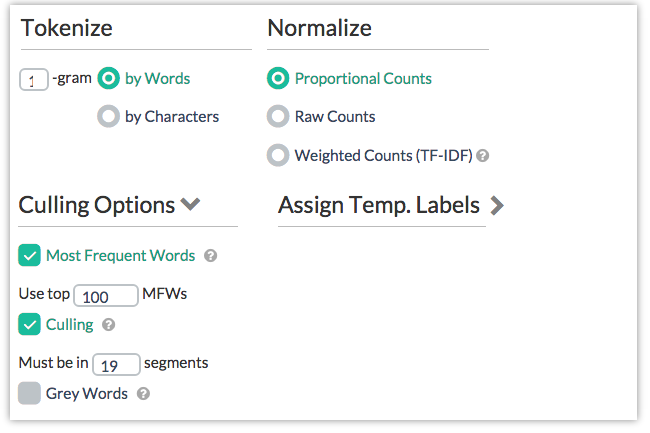 Tokenize
Normalize
1 -gram by Words
by Characters
Proportional Counts
Raw Counts
Weighted Counts (TF-IDF) ?
Culling Options
Assign Temp. Labels
Most Frequent Words ?
Use top 100 MFWs
Culling ?
Must be in 19 segments
Grey Words ?